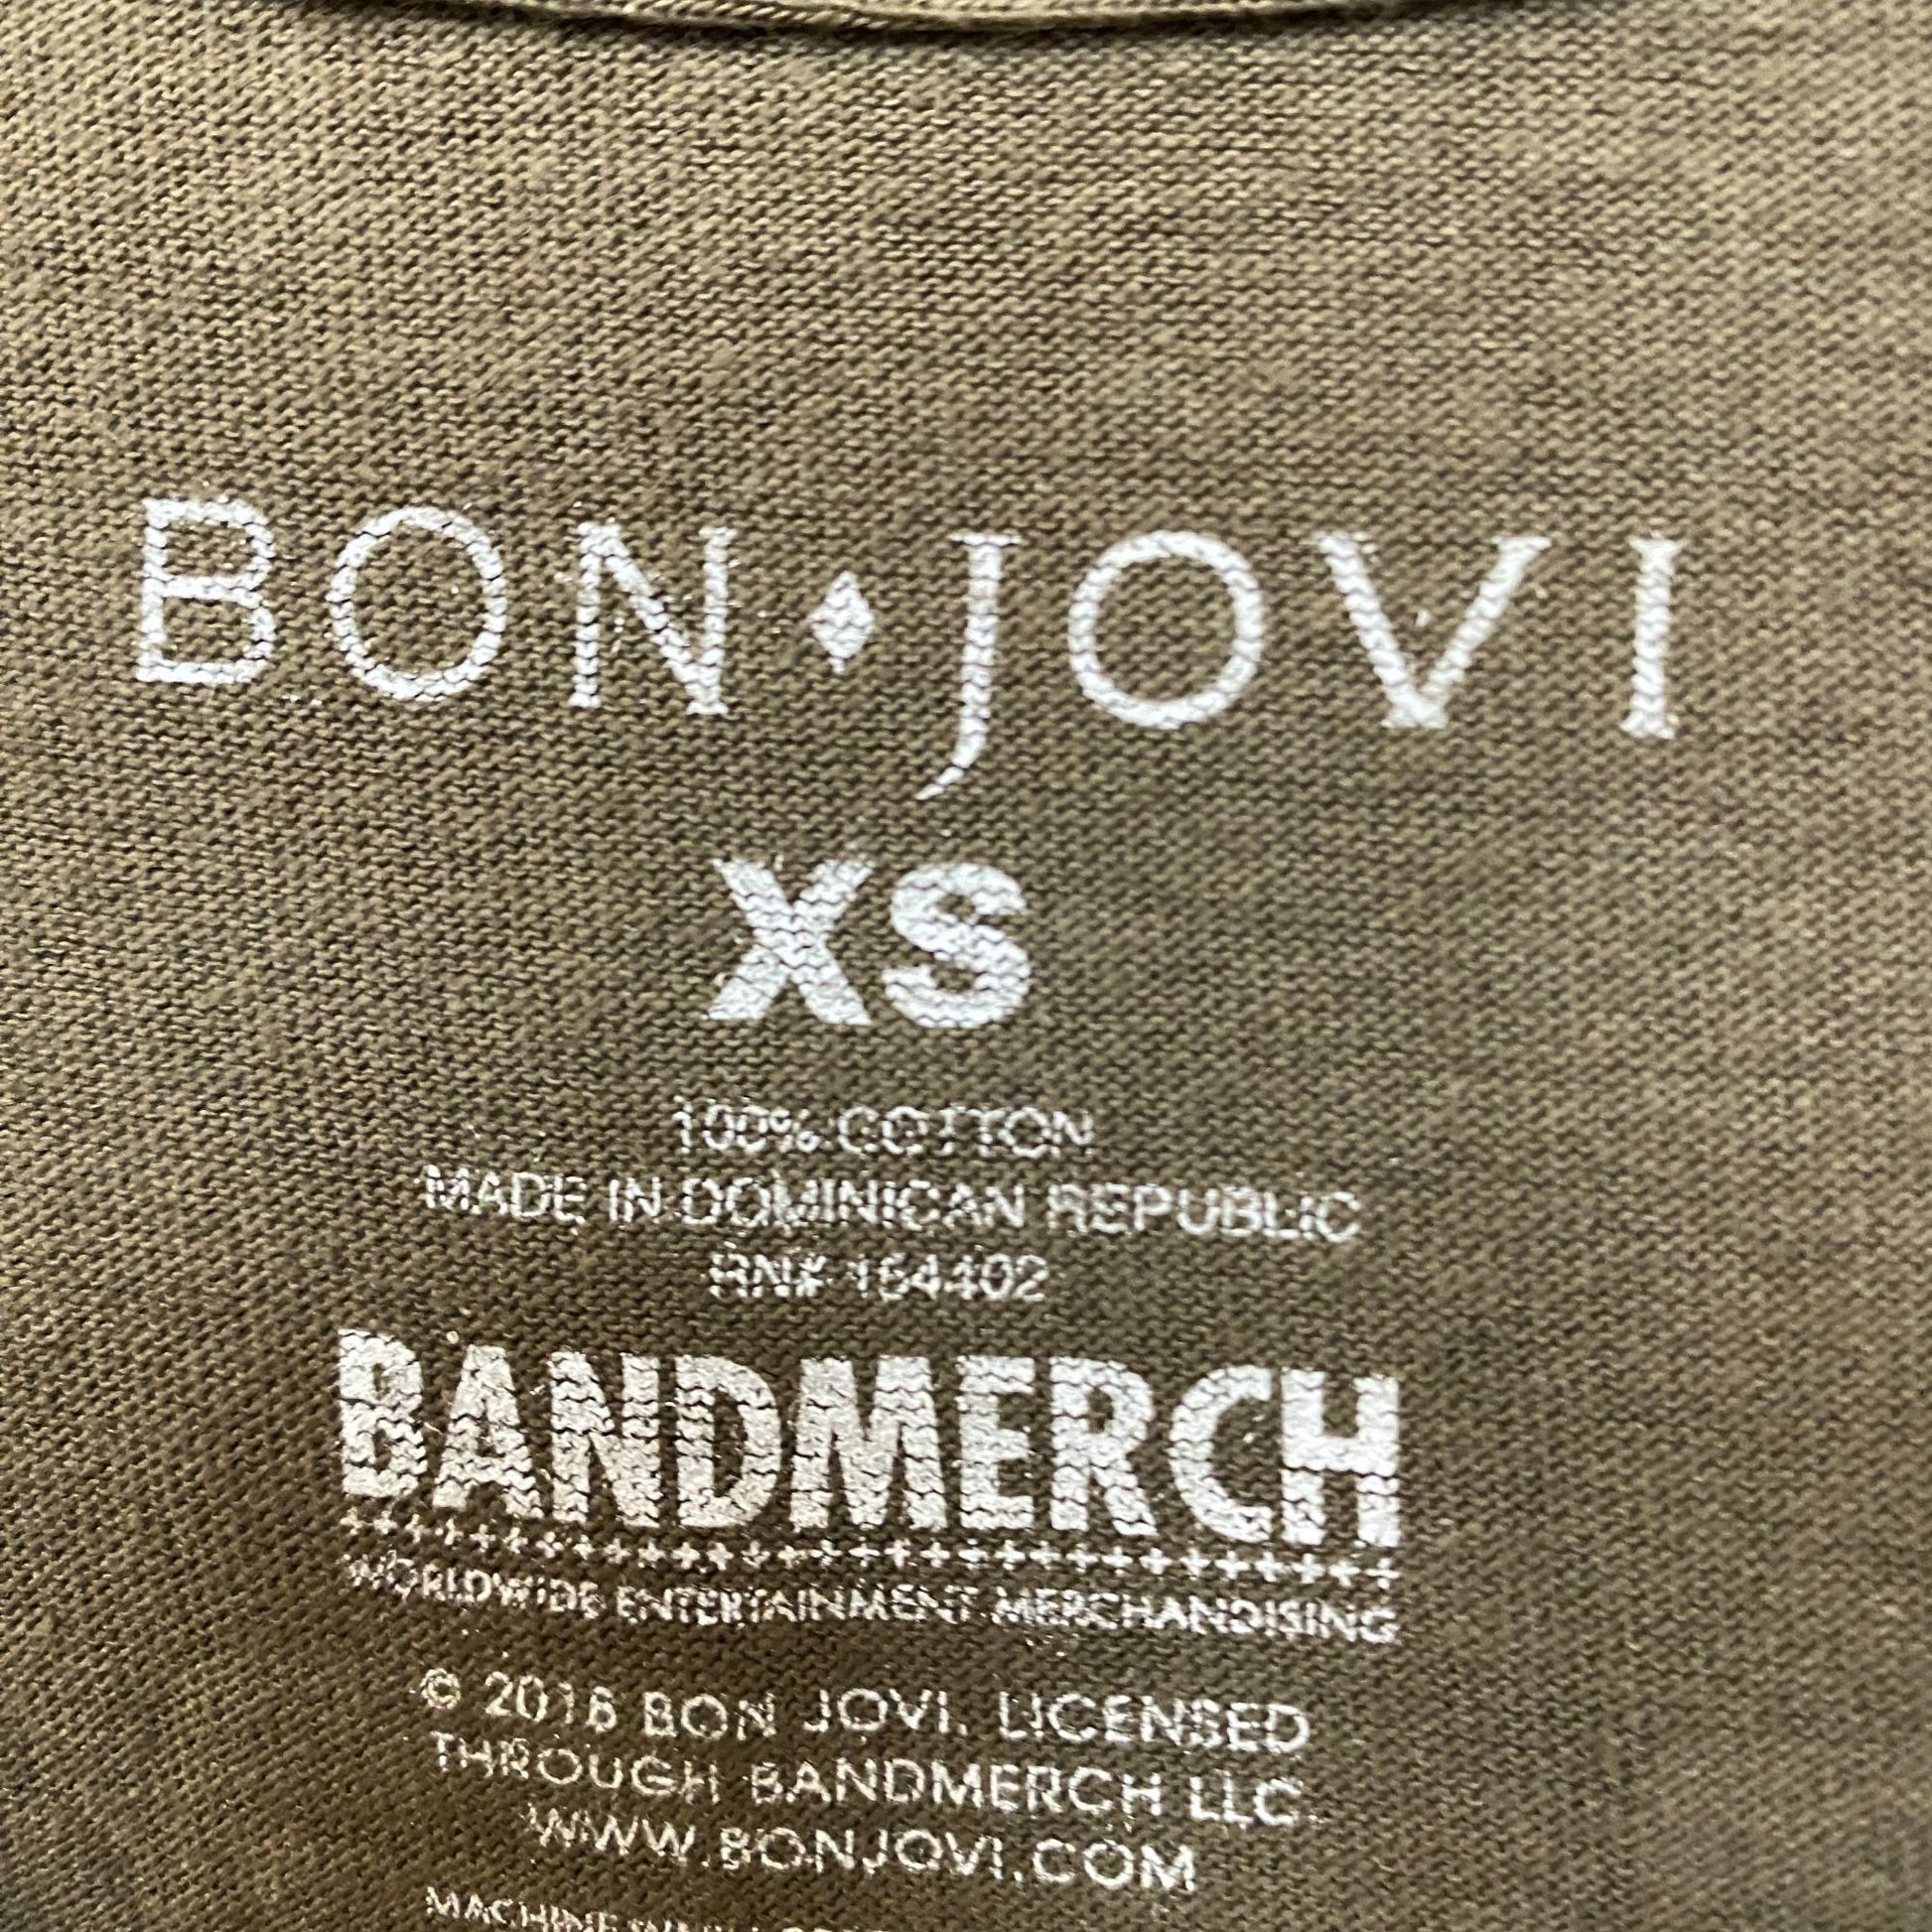 BON♦JOVI
XS
100% COTTON
MADE IN DOMINICAN REPUBLIC
RN# 164402
BANDMERCH
+++++++++++++++++++++++++++++++
WORLDWIDE ENTERTAINMENT MERCHANDISING
© 2016 BON JOVI. LICENSED
THROUGH BANDMERCH LLC.
WWW.BONJOVI.COM
MACHINE